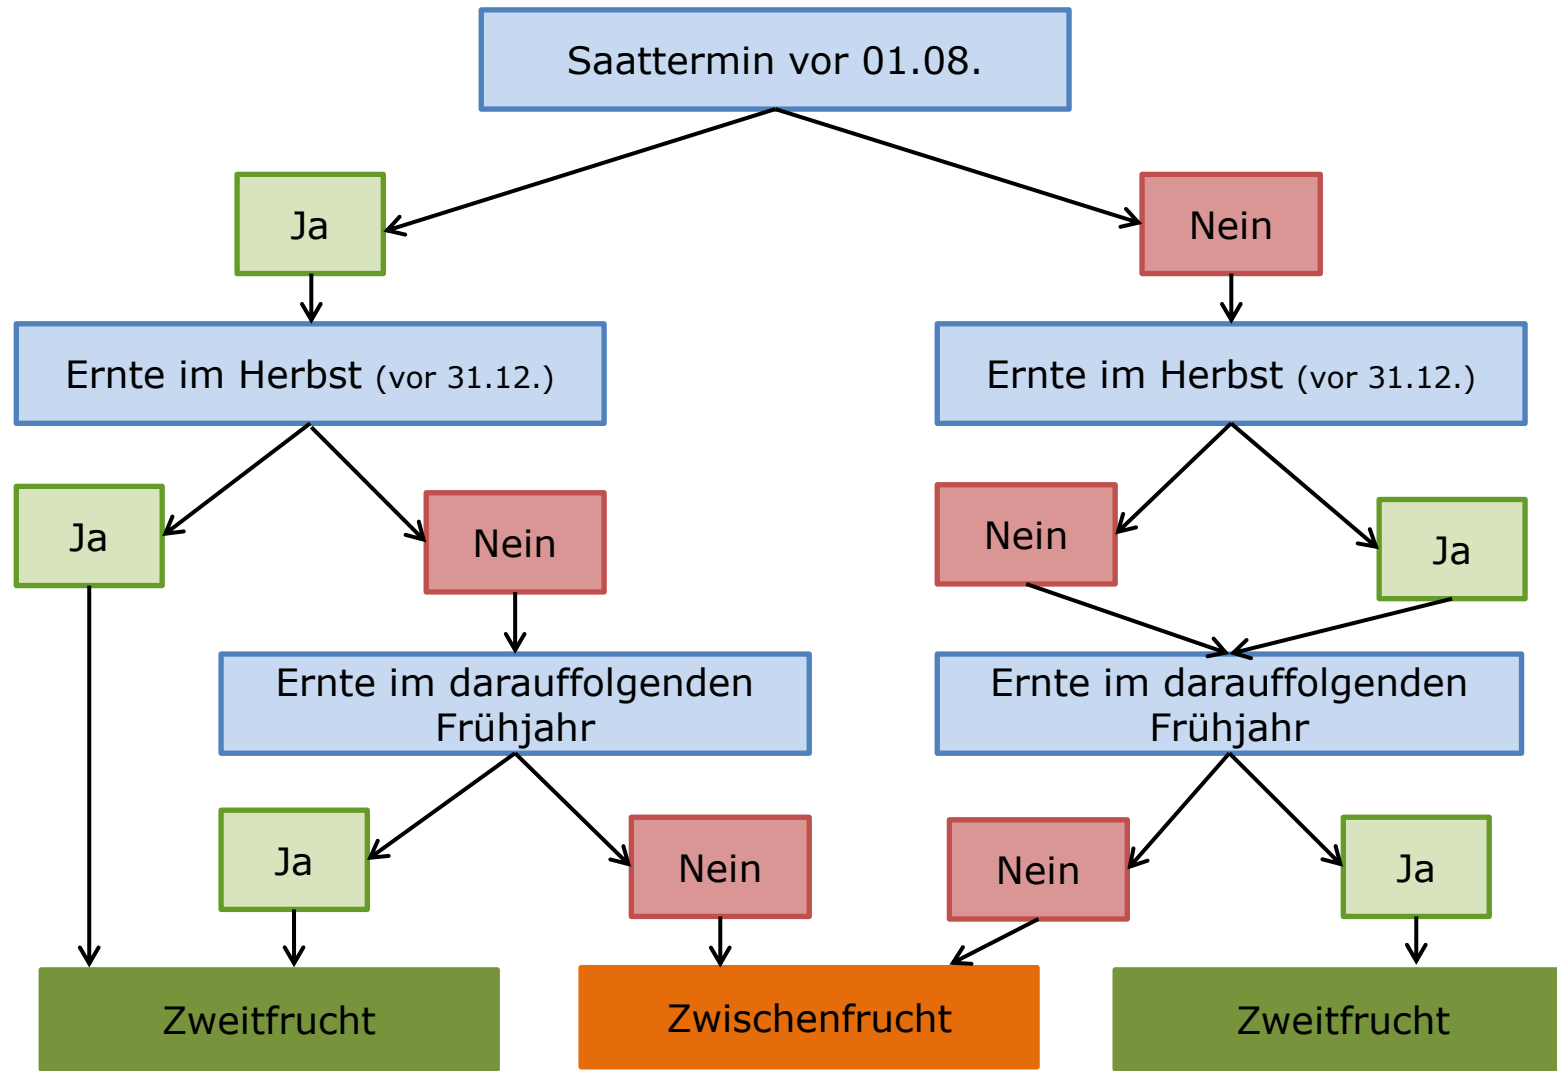 Saattermin vor 01.08.
Ja
Nein
Ernte im Herbst (vor 31.12.)
Ernte im Herbst (vor 31.12.)
Ja
Nein
Nein
Ja
Ernte im darauffolgenden
Frühjahr
Ernte im darauffolgenden
Frühjahr
Ja
Nein
Nein
Ja
Zweitfrucht
Zwischenfrucht
Zweitfrucht